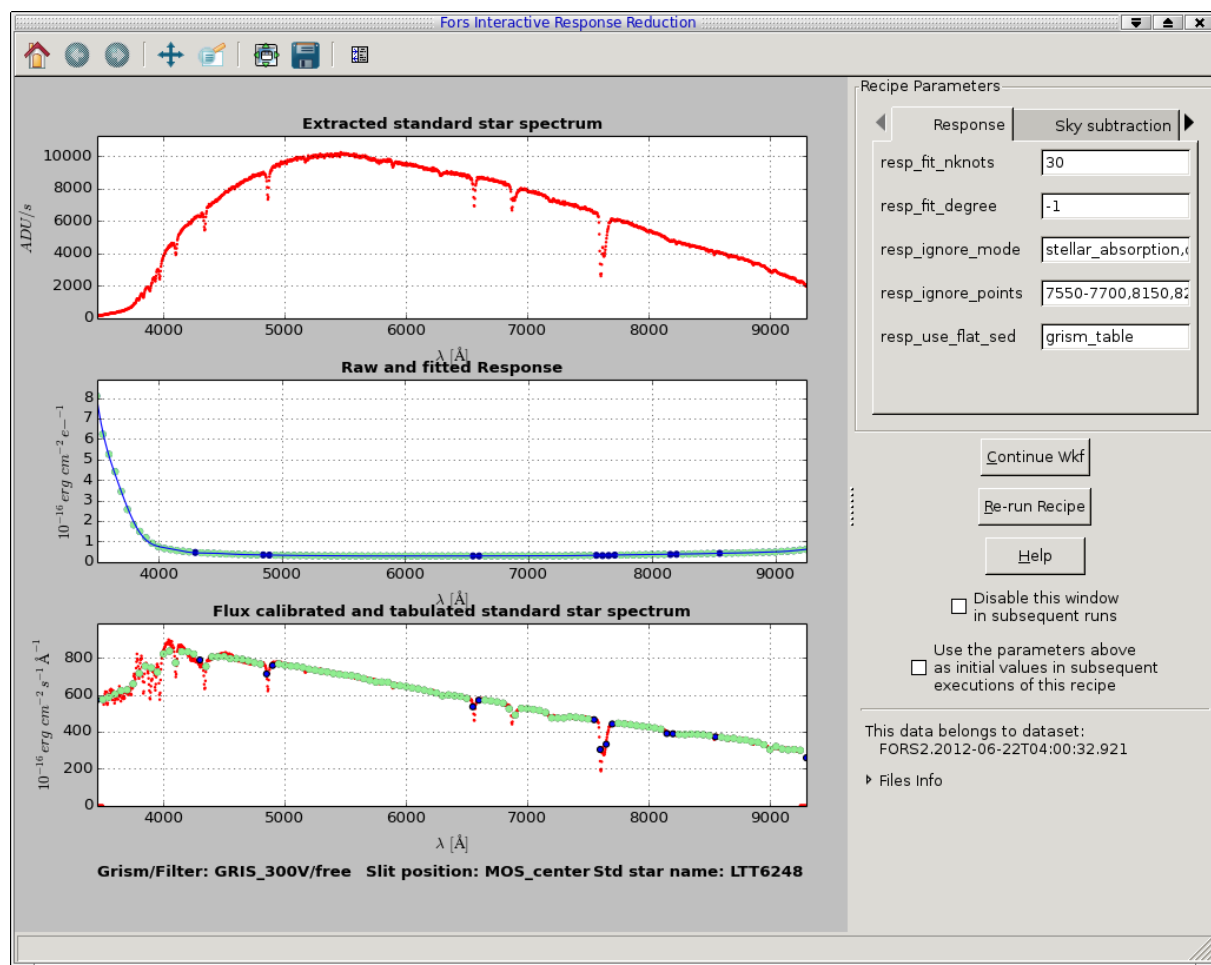 Fors Interactive Response Reduction
Extracted standard star spectrum
ADU/s
10000
8000
6000
4000
2000
0
4000 5000 6000 7000 8000 9000
λ [Å]
Raw and fitted Response
10⁻¹⁶ erg cm⁻² e−⁻¹
8
7
6
5
4
3
2
1
0
4000 5000 6000 7000 8000 9000
λ [Å]
Flux calibrated and tabulated standard star spectrum
10⁻¹⁶ erg cm⁻² s⁻¹ Å⁻¹
800
600
400
200
0
4000 5000 6000 7000 8000 9000
λ [Å]
Grism/Filter: GRIS_300V/free Slit position: MOS_center Std star name: LTT6248
Recipe Parameters
Response Sky subtraction
resp_fit_nknots 30
resp_fit_degree -1
resp_ignore_mode stellar_absorption,
resp_ignore_points 7550-7700,8150,82
resp_use_flat_sed grism_table
Continue Wkf
Re-run Recipe
Help
Disable this window
in subsequent runs
Use the parameters above
as initial values in subsequent
executions of this recipe
This data belongs to dataset:
FORS2.2012-06-22T04:00:32.921
Files Info